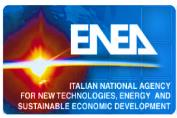 ENEA
ITALIAN NATIONAL AGENCY
FOR NEW TECHNOLOGIES, ENERGY AND
SUSTAINABLE ECONOMIC DEVELOPMENT